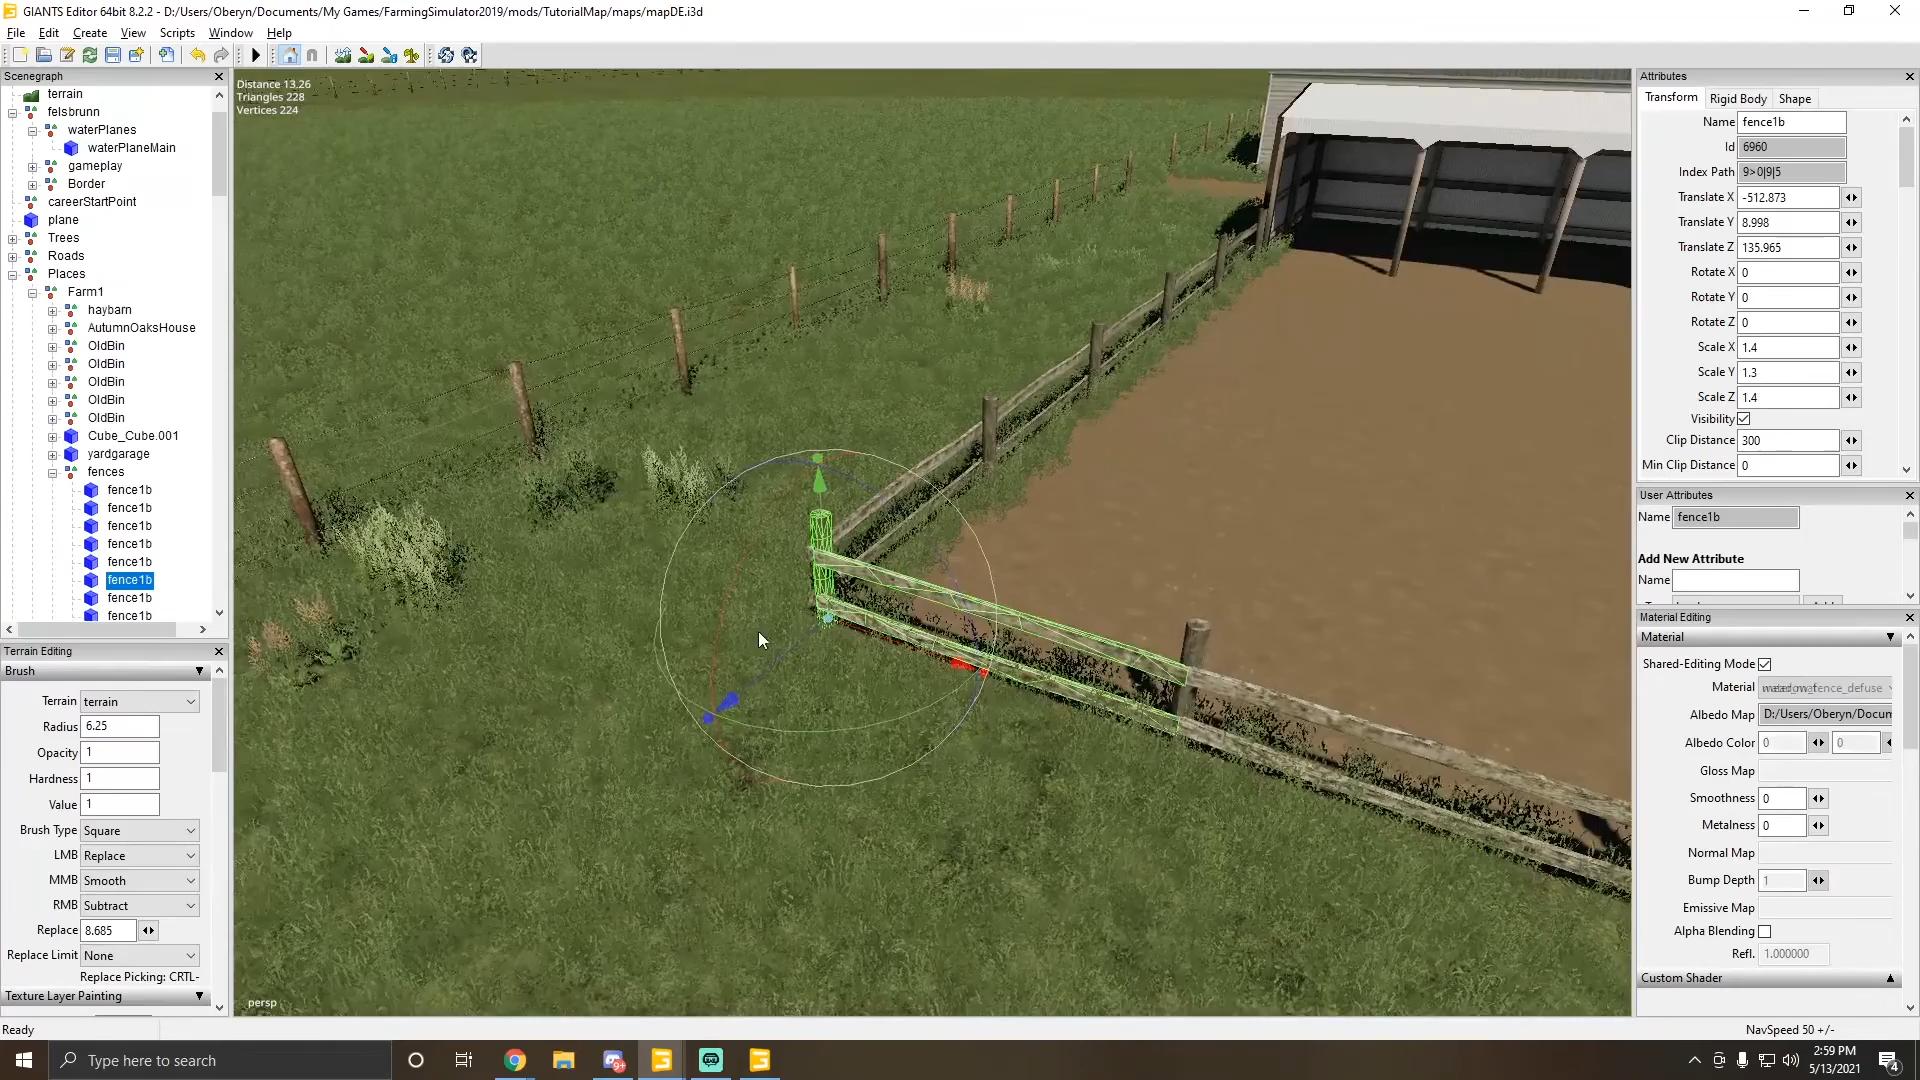 GIANTS Editor 64bit 8.2.2 - D:/Users/Oberyn/Documents/My Games/FarmingSimulator2019/mods/TutorialMap/maps/mapDE.i3d
File Edit Create View Scripts Window Help
Scenegraph
terrain
felsbrunn
waterPlanes
waterPlaneMain
gameplay
Border
careerStartPoint
plane
Trees
Roads
Places
Farm1
haybarn
AutumnOaksHouse
OldBin
OldBin
OldBin
OldBin
OldBin
Cube_Cube.001
yardgarage
fences
fence1b
fence1b
fence1b
fence1b
fence1b
fence1b
fence1b
fence1b
Terrain Editing
Brush
Terrain terrain
Radius 6.25
Opacity 1
Hardness 1
Value 1
Brush Type Square
LMB Replace
MMB Smooth
RMB Subtract
Replace 8.685
Replace Limit None
Replace Picking: CRTL-
Texture Layer Painting
Distance 13.26
Triangles 228
Vertices 224
persp
Attributes
Transform Rigid Body Shape
Name fence1b
Id 6960
Index Path 9>0|9|5
Translate X -512.873
Translate Y 8.998
Translate Z 135.965
Rotate X 0
Rotate Y 0
Rotate Z 0
Scale X 1.4
Scale Y 1.3
Scale Z 1.4
Visibility
Clip Distance 300
Min Clip Distance 0
User Attributes
Name fence1b
Add New Attribute
Name
Material Editing
Material
Shared-Editing Mode
Material
Albedo Map D:/Users/Oberyn/Docum
Albedo Color 0 0
Gloss Map
Smoothness 0
Metalness 0
Normal Map
Bump Depth 1
Emissive Map
Alpha Blending
Refl. 1.000000
Custom Shader
Ready
NavSpeed 50 +/-
Type here to search
9+
2:59 PM
5/13/2021
4